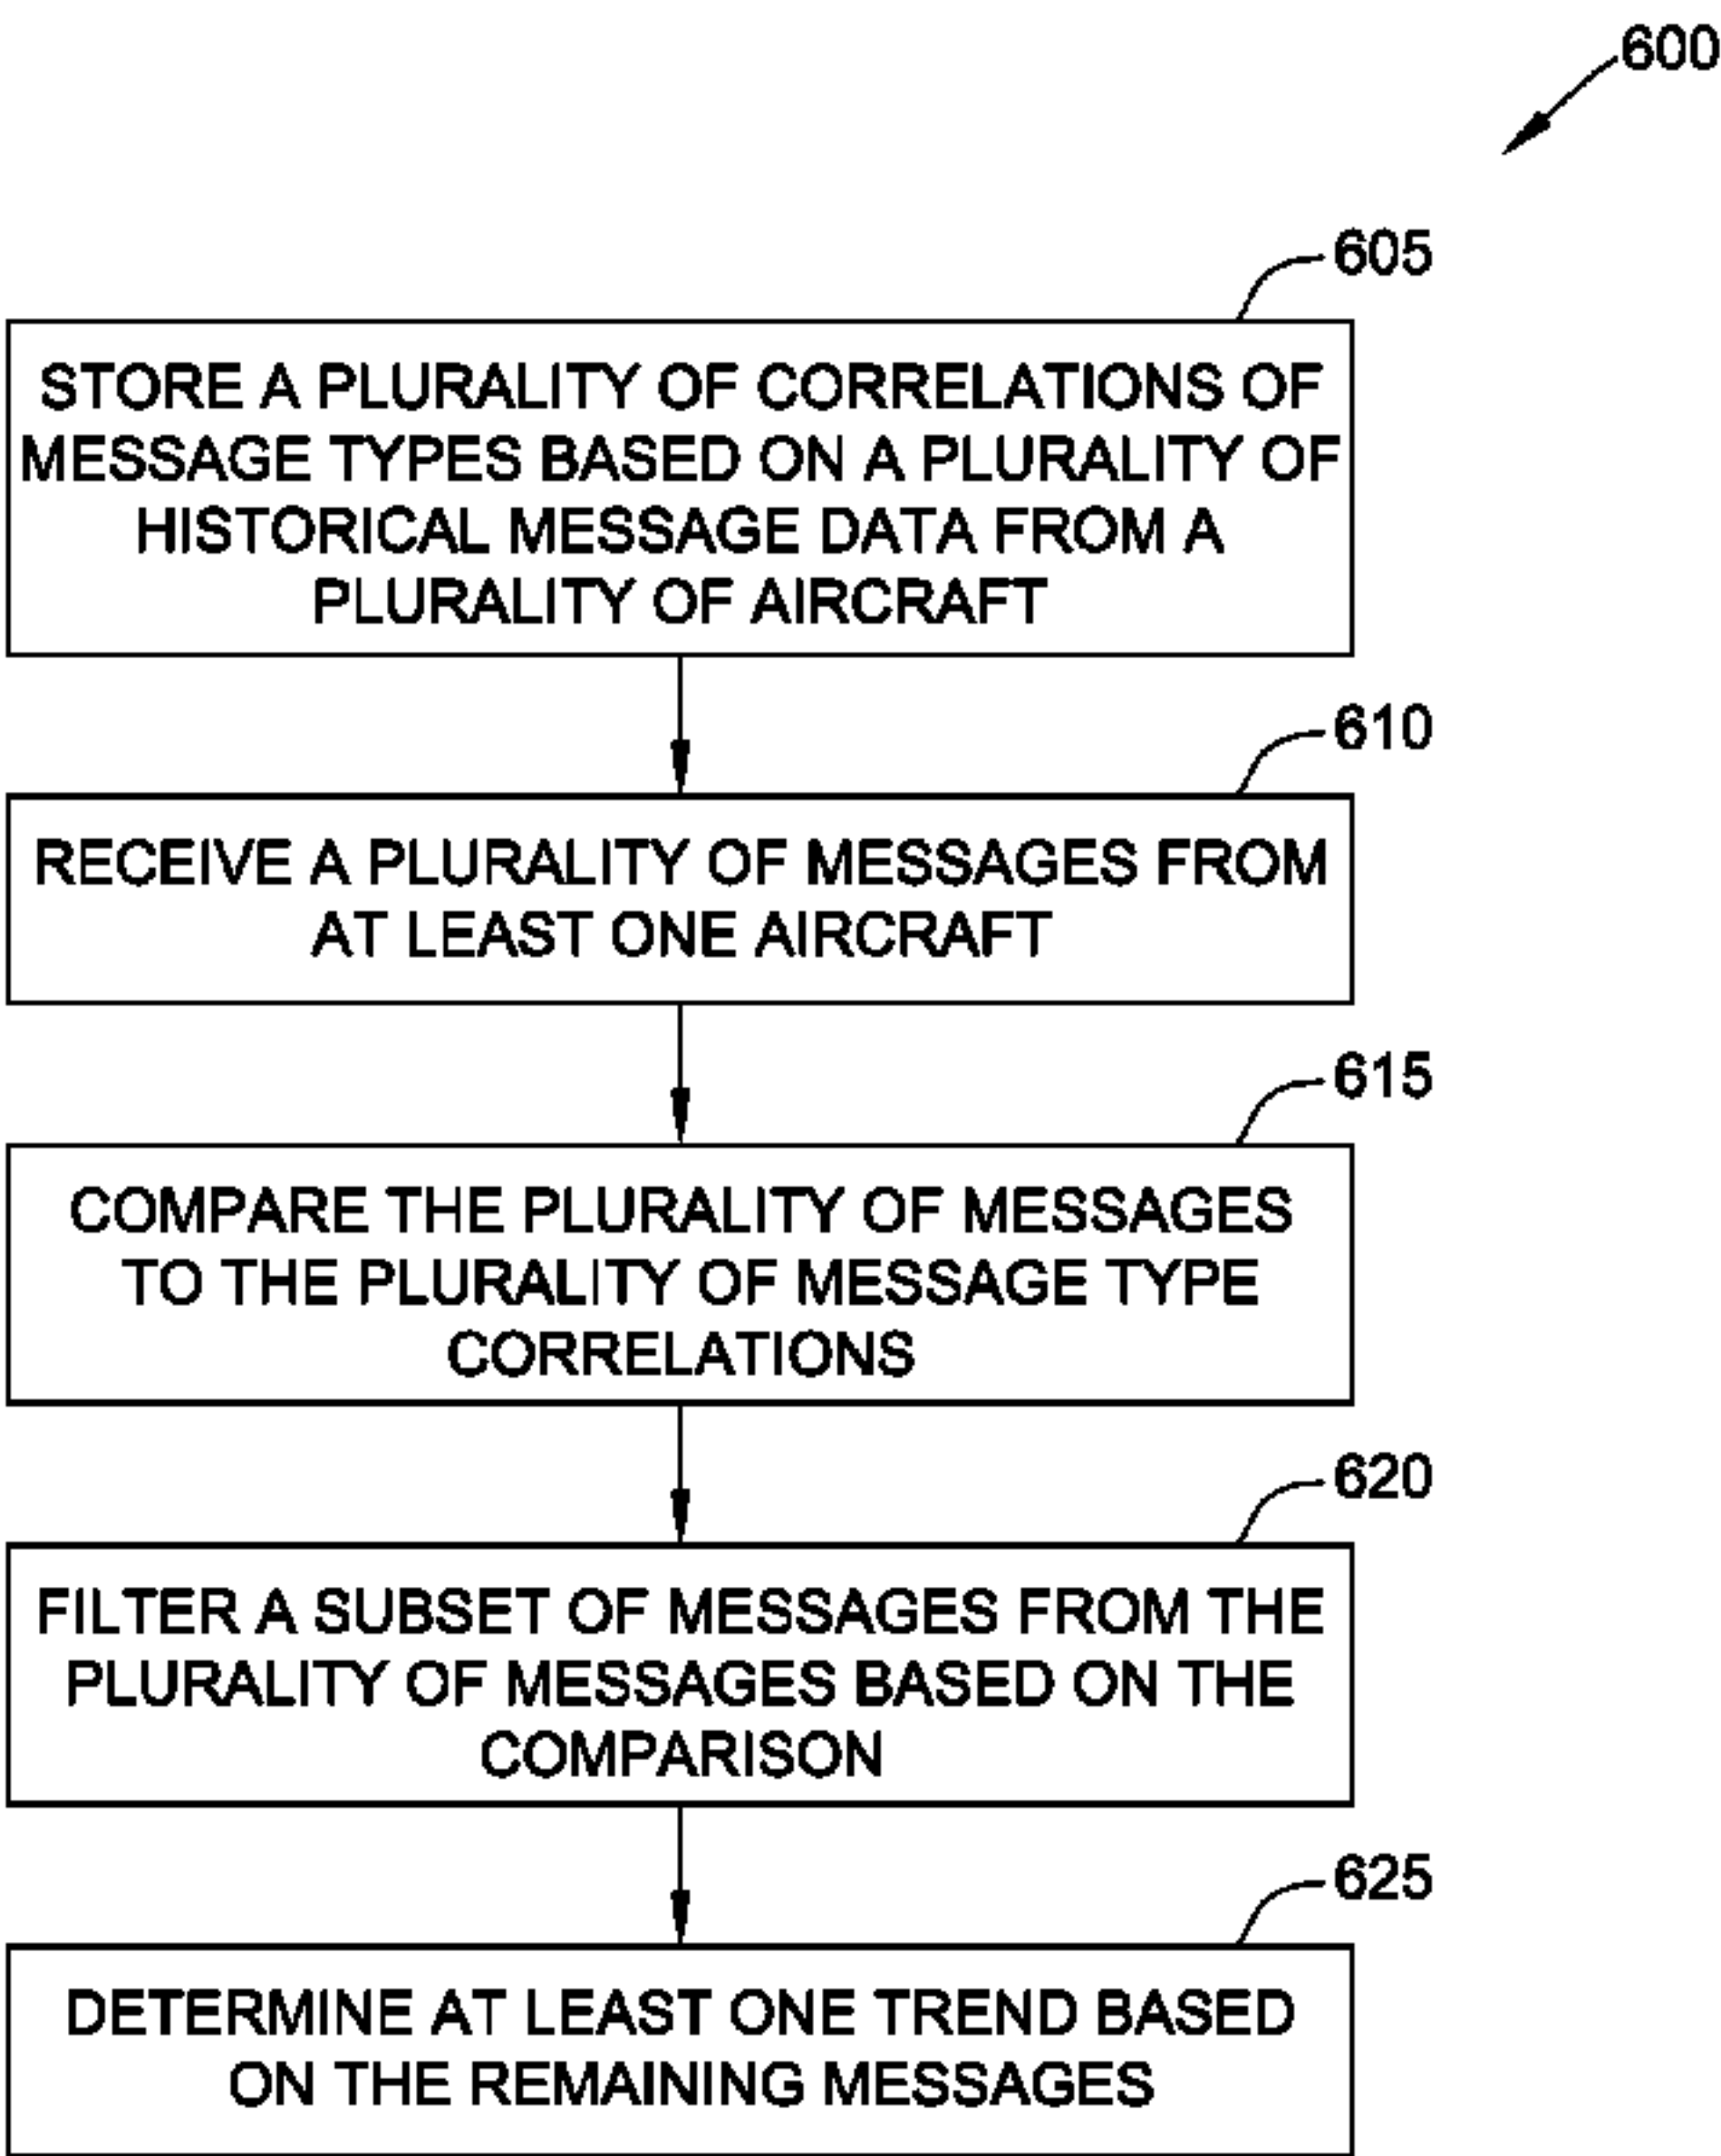 600
605
STORE A PLURALITY OF CORRELATIONS OF
MESSAGE TYPES BASED ON A PLURALITY OF
HISTORICAL MESSAGE DATA FROM A
PLURALITY OF AIRCRAFT
610
RECEIVE A PLURALITY OF MESSAGES FROM
AT LEAST ONE AIRCRAFT
615
COMPARE THE PLURALITY OF MESSAGES
TO THE PLURALITY OF MESSAGE TYPE
CORRELATIONS
620
FILTER A SUBSET OF MESSAGES FROM THE
PLURALITY OF MESSAGES BASED ON THE
COMPARISON
625
DETERMINE AT LEAST ONE TREND BASED
ON THE REMAINING MESSAGES